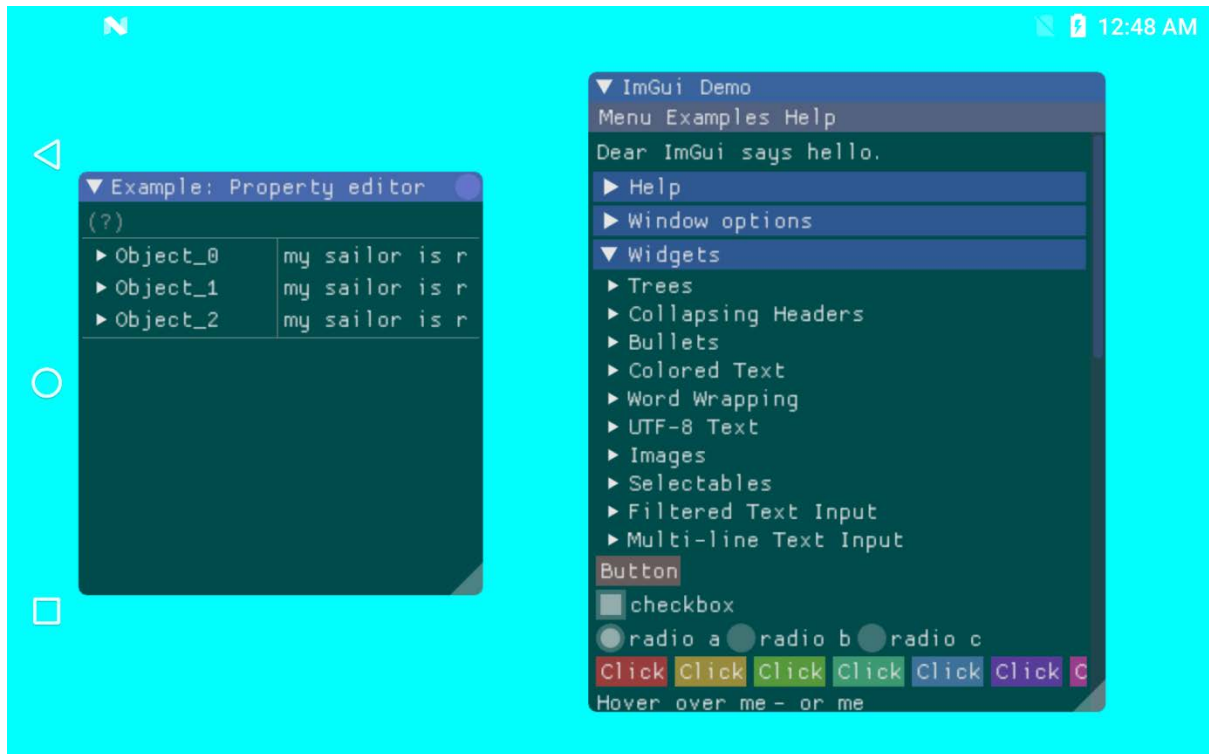 12:48 AM
Example: Property editor
(?)
Object_0 my sailor is r
Object_1 my sailor is r
Object_2 my sailor is r
ImGui Demo
Menu Examples Help
Dear ImGui says hello.
Help
Window options
Widgets
Trees
Collapsing Headers
Bullets
Colored Text
Word Wrapping
UTF-8 Text
Images
Selectables
Filtered Text Input
Multi-line Text Input
Button
checkbox
radio a radio b radio c
Click Click Click Click Click Click C
Hover over me - or me